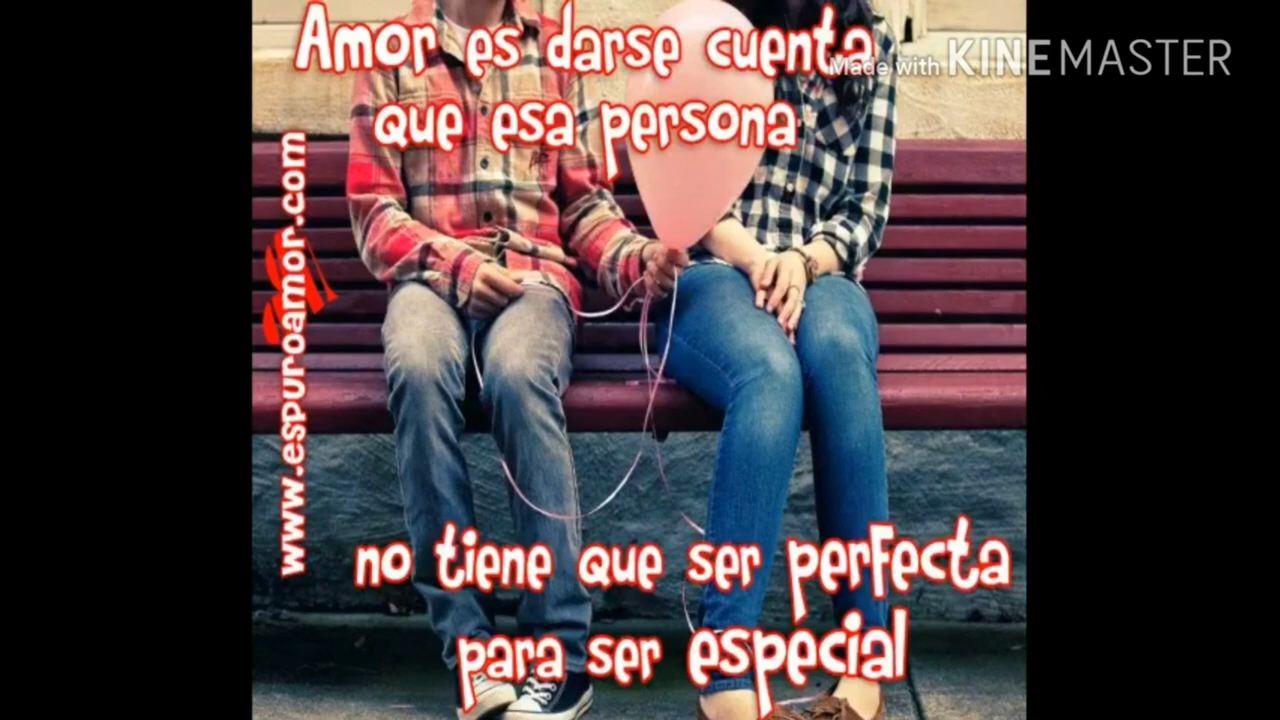 Amor es darse cuenta
que esa persona
Made with KINEMASTER
www.espuroamor.com
no tiene que ser perfecta
para ser especial